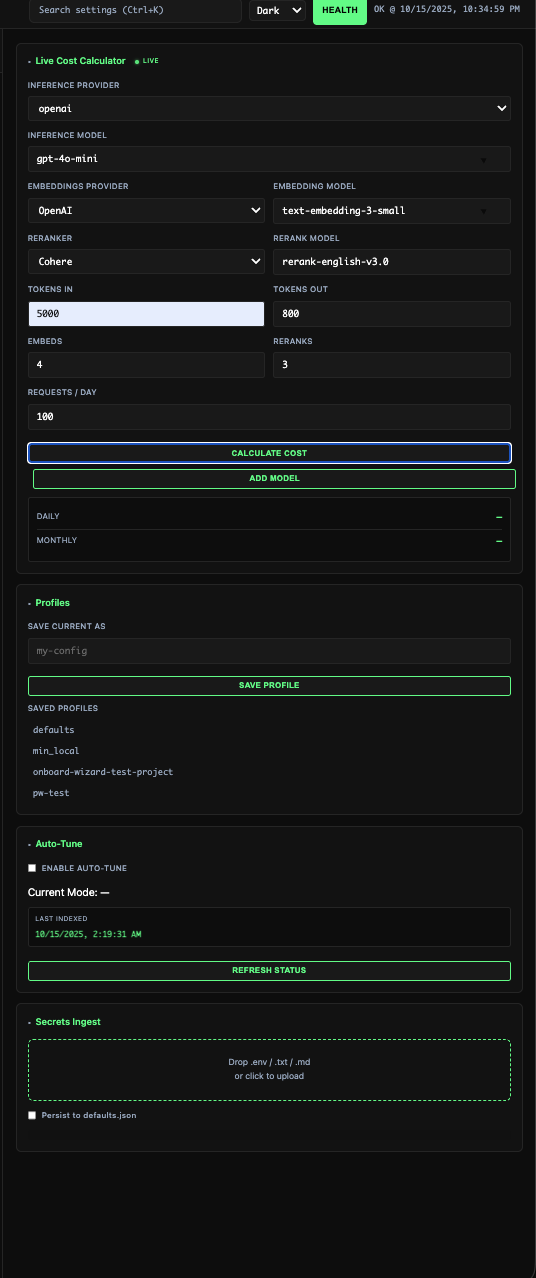 Search settings (Ctrl+K) Dark HEALTH OK @ 10/15/2025, 10:34:59 PM
Live Cost Calculator LIVE
INFERENCE PROVIDER
openai
INFERENCE MODEL
gpt-4o-mini
EMBEDDINGS PROVIDER EMBEDDING MODEL
OpenAI text-embedding-3-small
RERANKER RERANK MODEL
Cohere rerank-english-v3.0
TOKENS IN TOKENS OUT
5000 800
EMBEDS RERANKS
4 3
REQUESTS / DAY
100
CALCULATE COST
ADD MODEL
DAILY —
MONTHLY —
Profiles
SAVE CURRENT AS
my-config
SAVE PROFILE
SAVED PROFILES
defaults
min_local
onboard-wizard-test-project
pw-test
Auto-Tune
ENABLE AUTO-TUNE
Current Mode: —
LAST INDEXED
10/15/2025, 2:19:31 AM
REFRESH STATUS
Secrets Ingest
Drop .env / .txt / .md
or click to upload
Persist to defaults.json